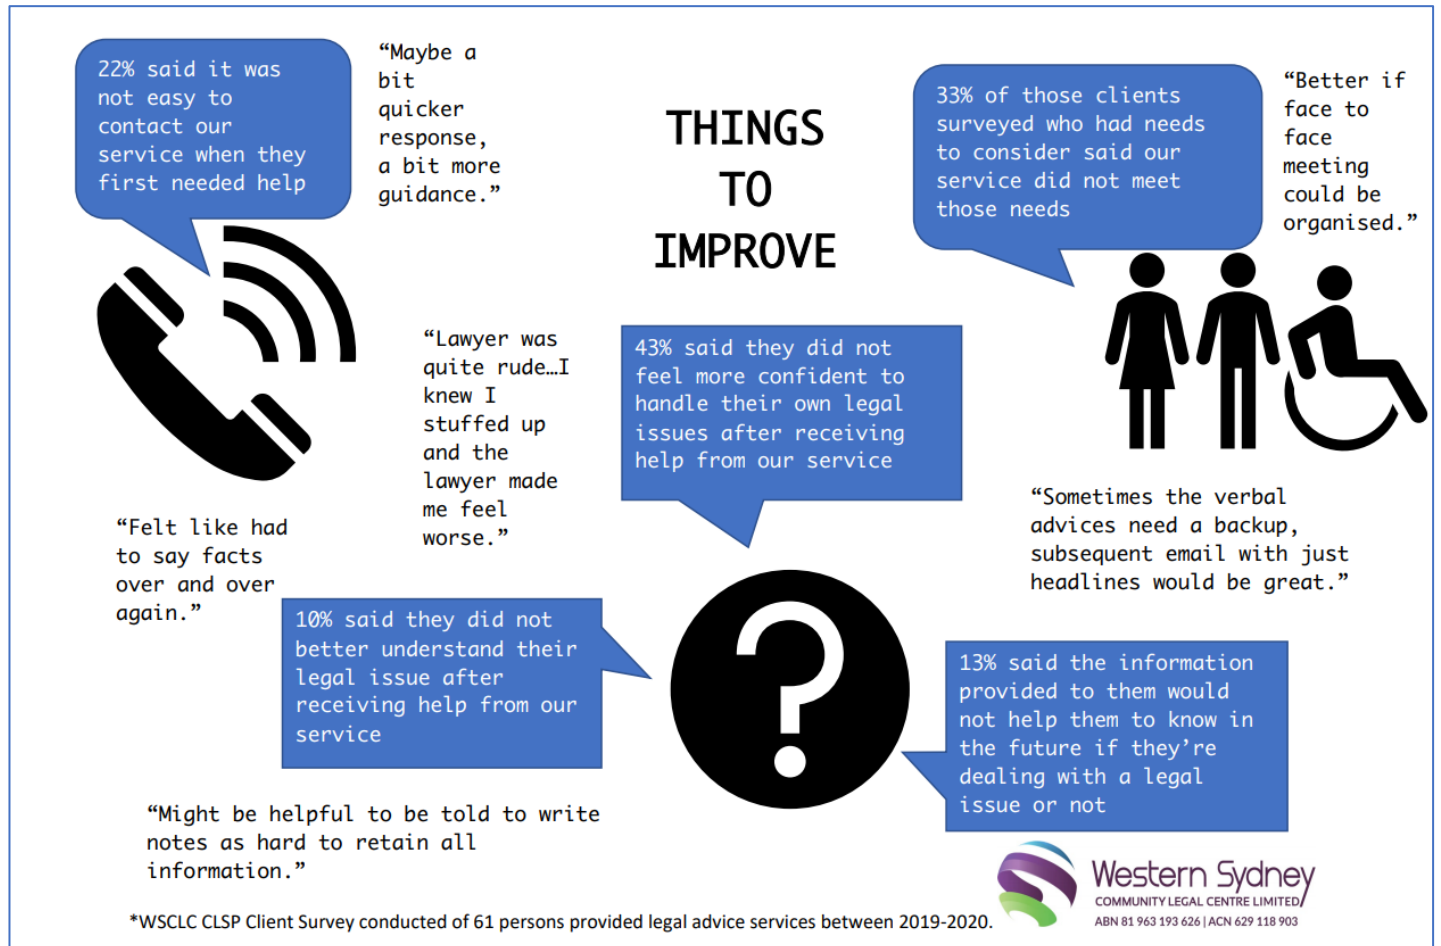 22% said it was
not easy to
contact our
service when they
first needed help
“Maybe a
bit
quicker
response,
a bit more
guidance.”
THINGS
TO
IMPROVE
33% of those clients
surveyed who had needs
to consider said our
service did not meet
those needs
“Better if
face to
face
meeting
could be
organised.”
“Lawyer was
quite rude…I
knew I
stuffed up
and the
lawyer made
me feel
worse.”
43% said they did not
feel more confident to
handle their own legal
issues after receiving
help from our service
“Felt like had
to say facts
over and over
again.”
“Sometimes the verbal
advices need a backup,
subsequent email with just
headlines would be great.”
10% said they did not
better understand their
legal issue after
receiving help from our
service
13% said the information
provided to them would
not help them to know in
the future if they’re
dealing with a legal
issue or not
“Might be helpful to be told to write
notes as hard to retain all
information.”
Western Sydney
COMMUNITY LEGAL CENTRE LIMITED
ABN 81 963 193 626 | ACN 629 118 903
*WSCLC CLSP Client Survey conducted of 61 persons provided legal advice services between 2019-2020.